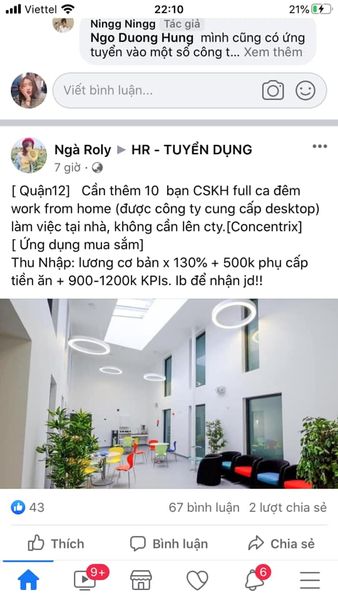 Viettel 22:10 21%
Ningg Ningg Tác giả
Ngo Duong Hung mình cũng có ứng
tuyển vào một số công t... Xem thêm
Viết bình luận...
Ngà Roly ▶ HR - TUYỂN DỤNG
7 giờ ·
[ Quận12] Cần thêm 10 bạn CSKH full ca đêm
work from home (được công ty cung cấp desktop)
làm việc tại nhà, không cần lên cty.[Concentrix]
[ Ứng dụng mua sắm]
Thu Nhập: lương cơ bản x 130% + 500k phụ cấp
tiền ăn + 900-1200k KPIs. Ib để nhận jd!!
43 67 bình luận 2 lượt chia sẻ
Thích Bình luận Chia sẻ
9+ 6